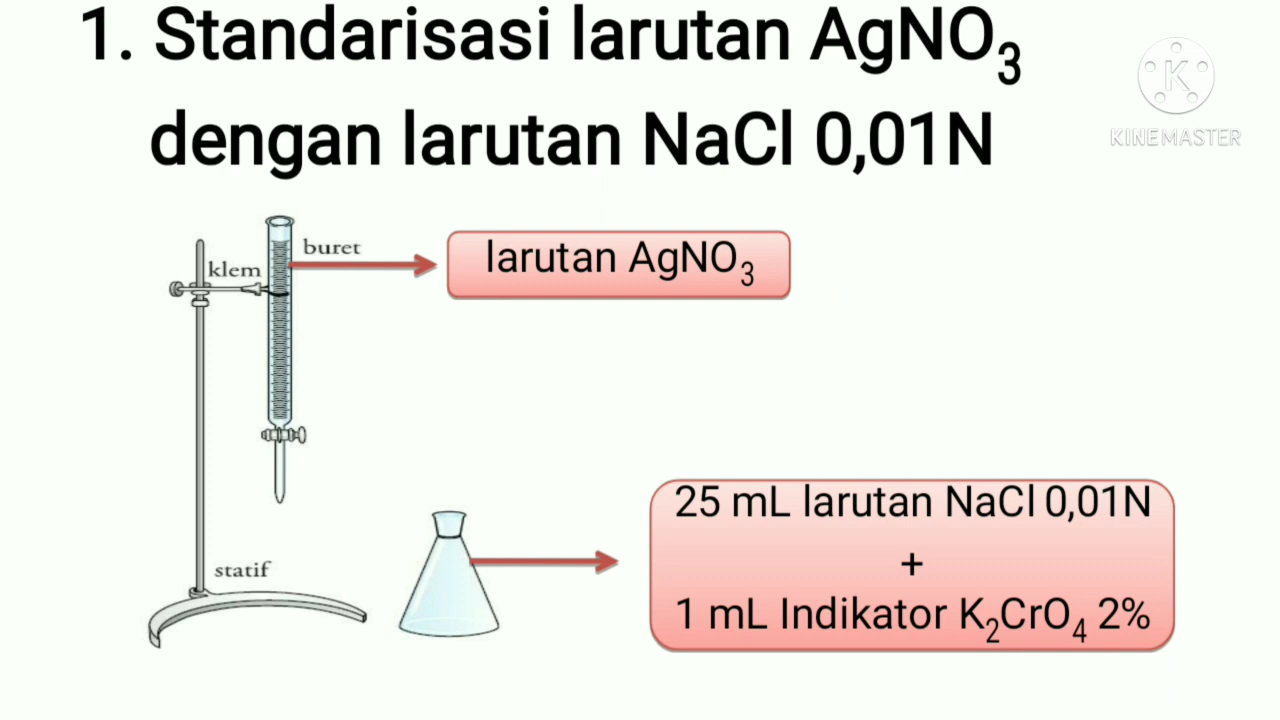 1. Standarisasi larutan AgNO₃
dengan larutan NaCl 0,01N
KINEMASTER
buret
klem
larutan AgNO₃
statif
25 mL larutan NaCl 0,01N
+
1 mL Indikator K₂CrO₄ 2%